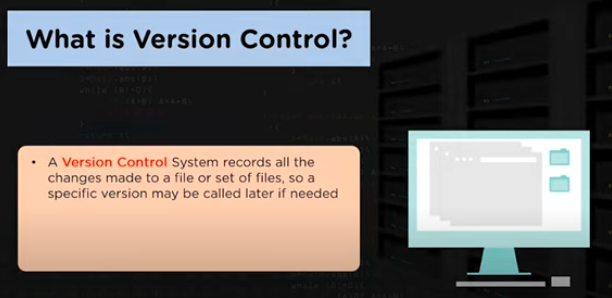 What is Version Control?
• A Version Control System records all the
changes made to a file or set of files, so a
specific version may be called later if needed